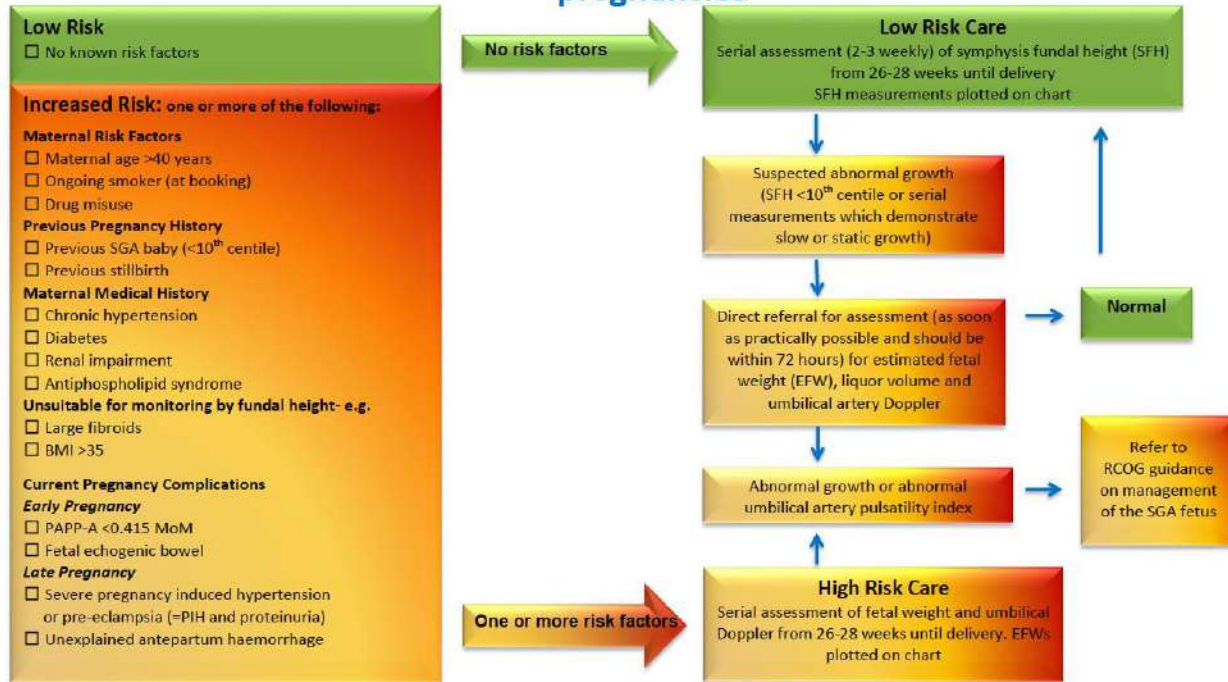 pregnancies
Low Risk
☐ No known risk factors
Increased Risk: one or more of the following:
Maternal Risk Factors
☐ Maternal age >40 years
☐ Ongoing smoker (at booking)
☐ Drug misuse
Previous Pregnancy History
☐ Previous SGA baby (<10th centile)
☐ Previous stillbirth
Maternal Medical History
☐ Chronic hypertension
☐ Diabetes
☐ Renal impairment
☐ Antiphospholipid syndrome
Unsuitable for monitoring by fundal height- e.g.
☐ Large fibroids
☐ BMI >35
Current Pregnancy Complications
Early Pregnancy
☐ PAPP-A <0.415 MoM
☐ Fetal echogenic bowel
Late Pregnancy
☐ Severe pregnancy induced hypertension
or pre-eclampsia (=PIH and proteinuria)
☐ Unexplained antepartum haemorrhage
No risk factors
Low Risk Care
Serial assessment (2-3 weekly) of symphysis fundal height (SFH)
from 26-28 weeks until delivery
SFH measurements plotted on chart
Suspected abnormal growth
(SFH <10th centile or serial
measurements which demonstrate
slow or static growth)
Direct referral for assessment (as soon
as practically possible and should be
within 72 hours) for estimated fetal
weight (EFW), liquor volume and
umbilical artery Doppler
Normal
Abnormal growth or abnormal
umbilical artery pulsatility index
Refer to
RCOG guidance
on management
of the SGA fetus
One or more risk factors
High Risk Care
Serial assessment of fetal weight and umbilical
Doppler from 26-28 weeks until delivery. EFWs
plotted on chart